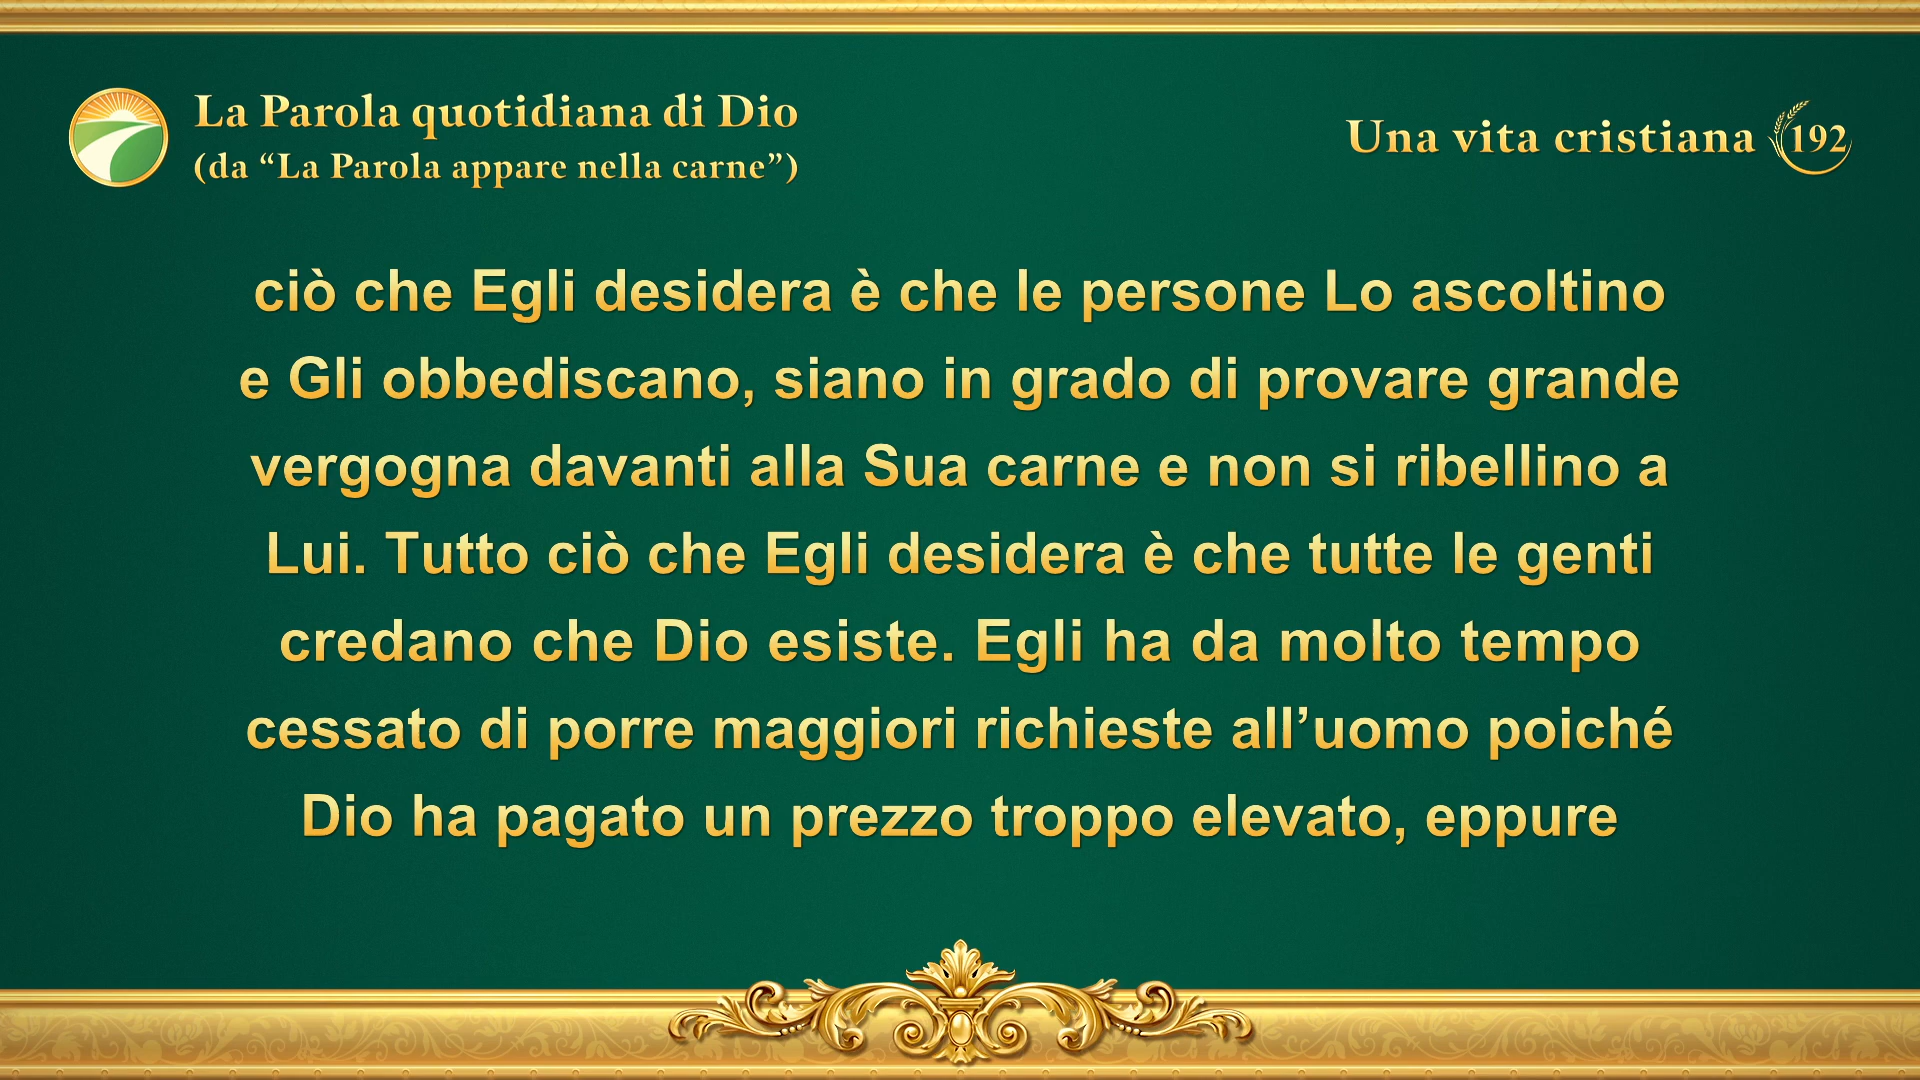 La Parola quotidiana di Dio
(da “La Parola appare nella carne”)
Una vita cristiana 192
ciò che Egli desidera è che le persone Lo ascoltino
e Gli obbediscano, siano in grado di provare grande
vergogna davanti alla Sua carne e non si ribellino a
Lui. Tutto ciò che Egli desidera è che tutte le genti
credano che Dio esiste. Egli ha da molto tempo
cessato di porre maggiori richieste all’uomo poiché
Dio ha pagato un prezzo troppo elevato, eppure